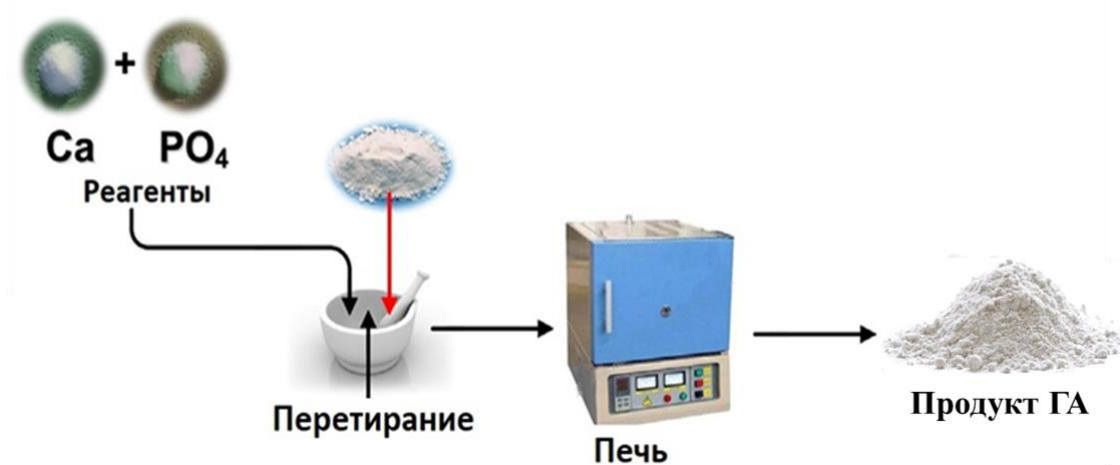 +
Ca PO₄
Реагенты
Перетирание
Печь
Продукт ГА